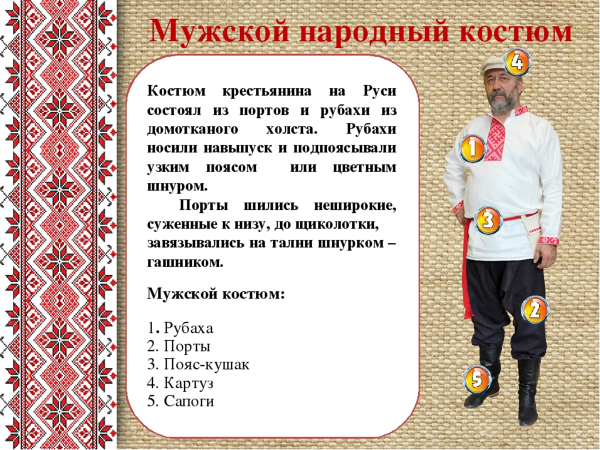 Мужской народный костюм
Костюм крестьянина на Руси
состоял из портов и рубахи из
домотканого холста. Рубахи
носили навыпуск и подпоясывали
узким поясом или цветным
шнуром.
Порты шились неширокие,
суженные к низу, до щиколотки,
завязывались на талии шнурком –
гашником.
Мужской костюм:
1. Рубаха
2. Порты
3. Пояс-кушак
4. Картуз
5. Сапоги
4
1
3
2
5